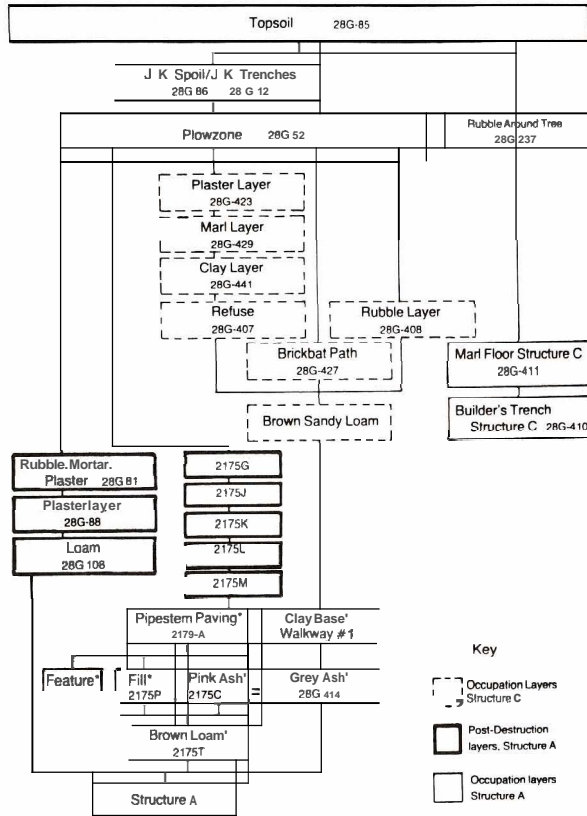 Topsoil 28G-85
J K Spoil/J K Trenches
28G 86 28 G 12
Plowzone 28G 52
Rubble Around Tree
28G 237
Plaster Layer
28G-423
Marl Layer
28G-429
Clay Layer
28G-441
Refuse
28G-407
Rubble Layer
28G-408
Brickbat Path
28G-427
Marl Floor Structure C
28G-411
Brown Sandy Loam
Builder's Trench
Structure C 28G-410
Rubble.Mortar.
Plaster 28G 81
Plasterlayer
28G-88
Loam
28G 108
2175G
2175J
2175K
2175L
2175M
Pipestem Paving*
2179-A
Clay Base'
Walkway #1
Feature*
Fill*
2175P
Pink Ash'
2175C
=
Grey Ash'
28G 414
Brown Loam'
2175T
Structure A
Key
Occupation Layers
Structure C
Post-Destruction
layers, Structure A
Occupation layers
Structure A